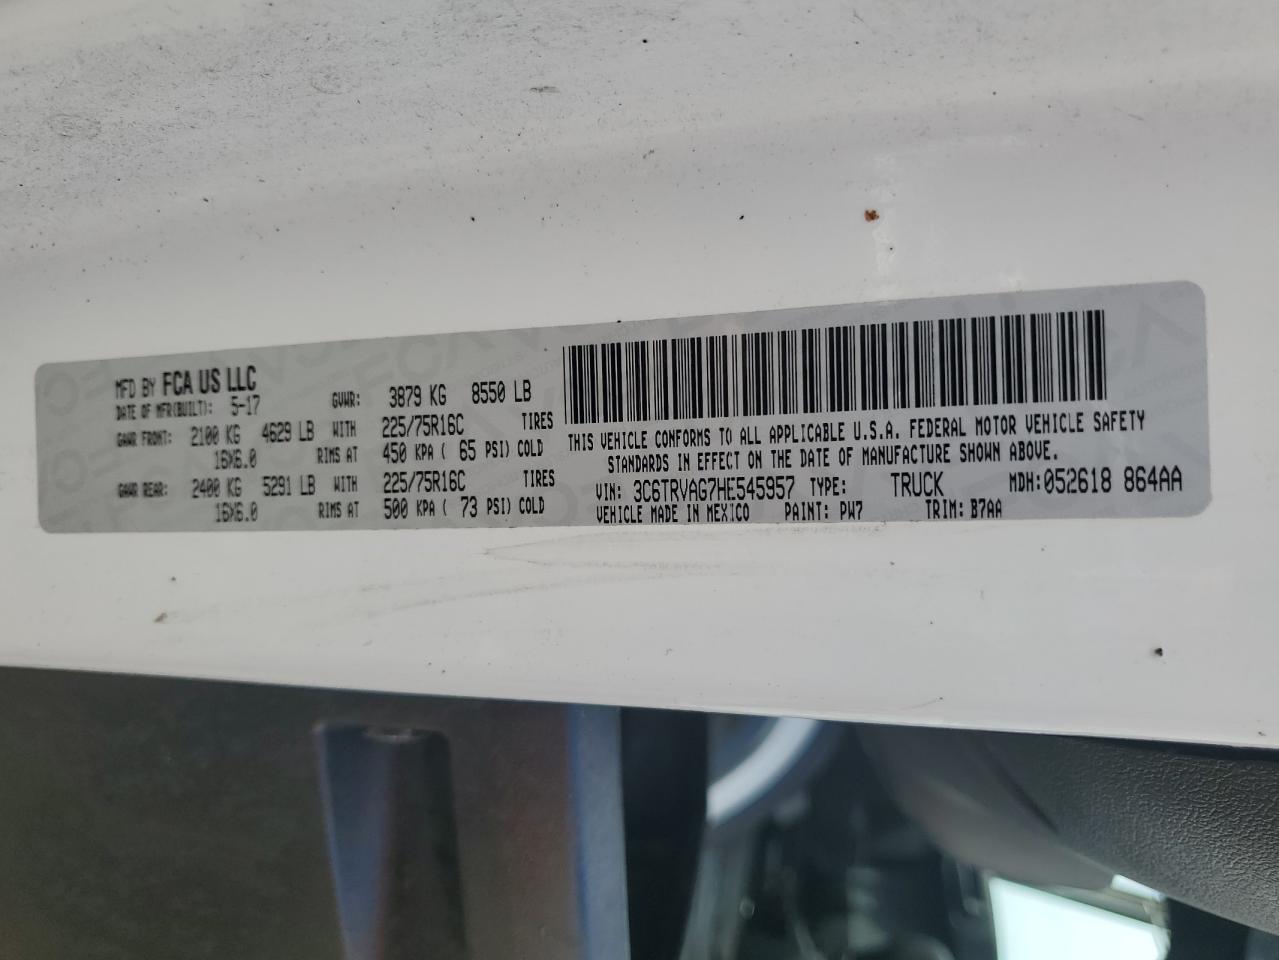 MFD BY FCA US LLC
DATE OF MFR(BUILT): 5-17 GVWR: 3879 KG 8550 LB
GAWR FRONT: 2100 KG 4629 LB WITH 225/75R16C TIRES
16X6.0 RIMS AT 450 KPA ( 65 PSI) COLD
GAWR REAR: 2400 KG 5291 LB WITH 225/75R16C TIRES
16X6.0 RIMS AT 500 KPA ( 73 PSI) COLD
THIS VEHICLE CONFORMS TO ALL APPLICABLE U.S.A. FEDERAL MOTOR VEHICLE SAFETY
STANDARDS IN EFFECT ON THE DATE OF MANUFACTURE SHOWN ABOVE.
VIN: 3C6TRVAG7HE545957 TYPE: TRUCK MDH:052618 864AA
VEHICLE MADE IN MEXICO PAINT: PW7 TRIM: B7AA